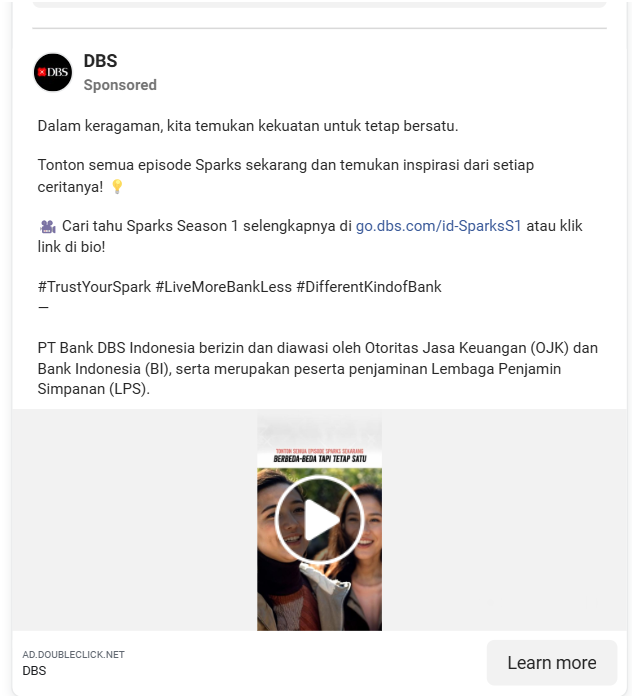 DBS
DBS
Sponsored
Dalam keragaman, kita temukan kekuatan untuk tetap bersatu.
Tonton semua episode Sparks sekarang dan temukan inspirasi dari setiap
ceritanya! 💡
🎥 Cari tahu Sparks Season 1 selengkapnya di go.dbs.com/id-SparksS1 atau klik
link di bio!
#TrustYourSpark #LiveMoreBankLess #DifferentKindofBank
—
PT Bank DBS Indonesia berizin dan diawasi oleh Otoritas Jasa Keuangan (OJK) dan
Bank Indonesia (BI), serta merupakan peserta penjaminan Lembaga Penjamin
Simpanan (LPS).
TONTON SEMUA EPISODE SPARKS SEKARANG
BERBEDA-BEDA TAPI TETAP SATU
AD.DOUBLECLICK.NET
DBS
Learn more